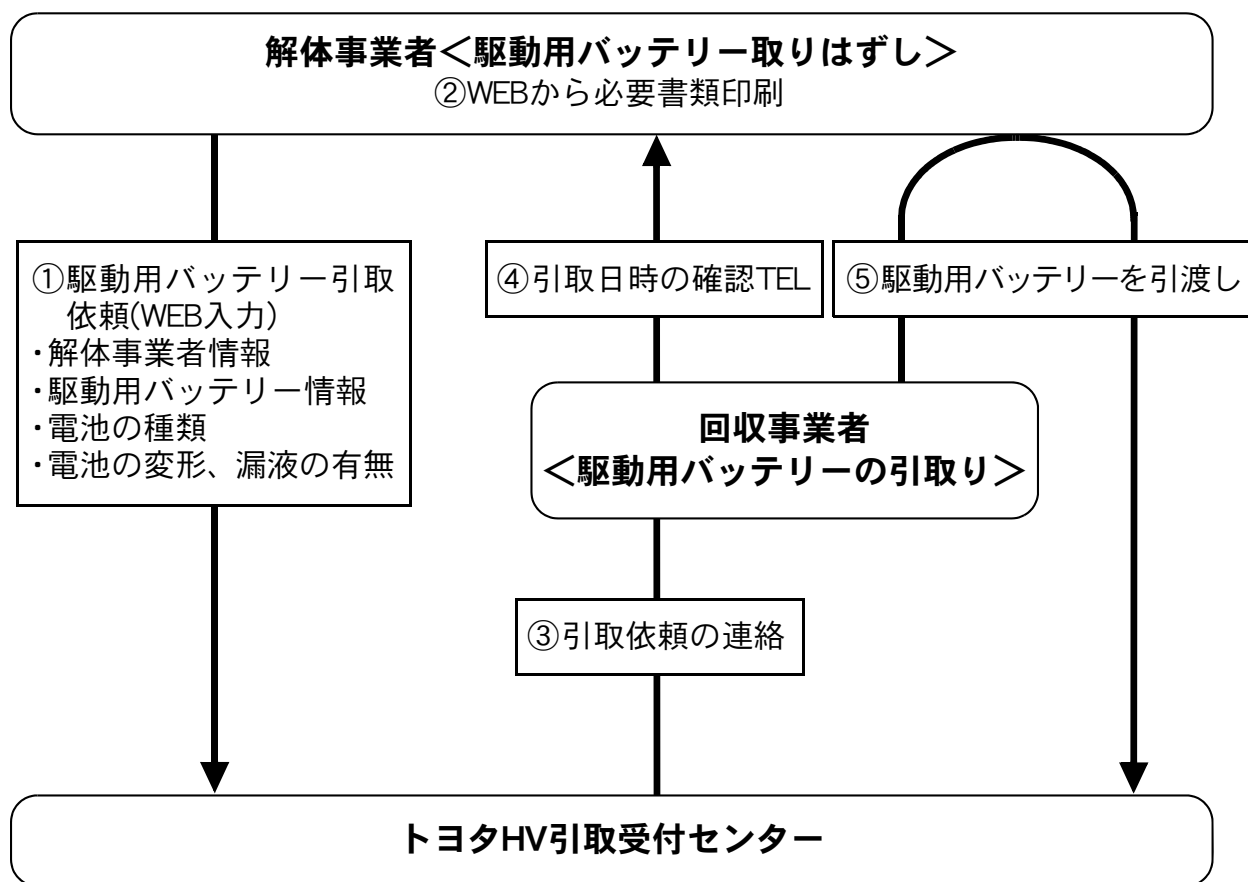 解体事業者＜駆動用バッテリー取りはずし＞
②WEBから必要書類印刷
①駆動用バッテリー引取
依頼(WEB入力)
・解体事業者情報
・駆動用バッテリー情報
・電池の種類
・電池の変形、漏液の有無
④引取日時の確認TEL
⑤駆動用バッテリーを引渡し
回収事業者
＜駆動用バッテリーの引取り＞
③引取依頼の連絡
トヨタHV引取受付センター